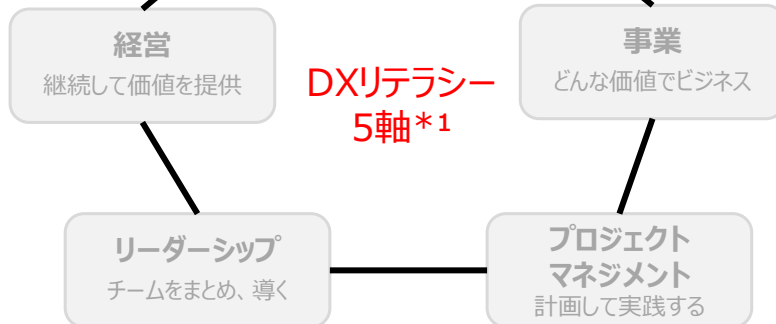 経営
継続して価値を提供
DXリテラシー
5軸*1
事業
どんな価値でビジネス
リーダーシップ
チームをまとめ、導く
プロジェクト
マネジメント
計画して実践する